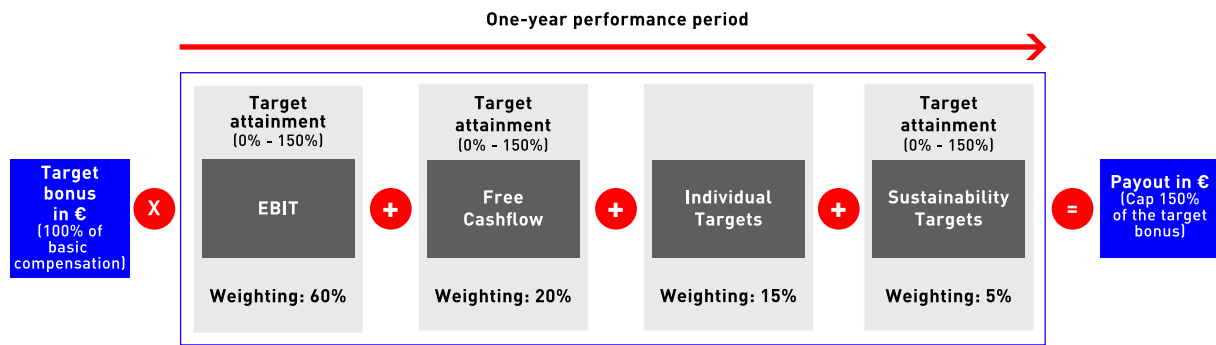 One-year performance period
Target
bonus
in €
(100% of
basic
compensation)
X
Target
attainment
(0% - 150%)
EBIT
Weighting: 60%
+
Target
attainment
(0% - 150%)
Free
Cashflow
Weighting: 20%
+
Individual
Targets
Weighting: 15%
+
Target
attainment
(0% - 150%)
Sustainability
Targets
Weighting: 5%
=
Payout in €
(Cap 150%
of the target
bonus)